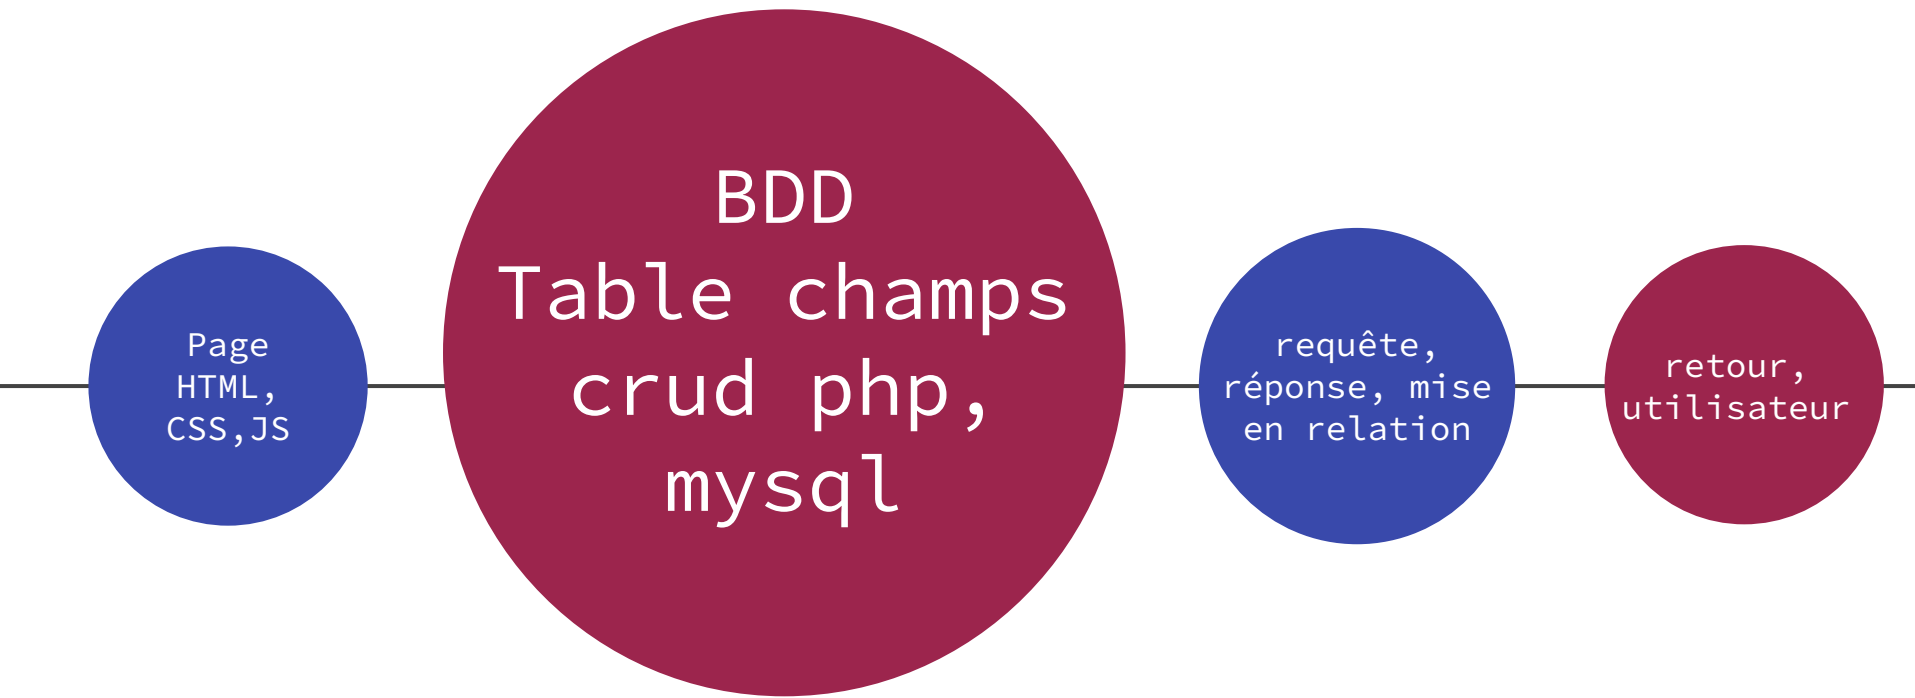 Page
HTML,
CSS,JS
BDD
Table champs
crud php,
mysql
requête,
réponse, mise
en relation
retour,
utilisateur